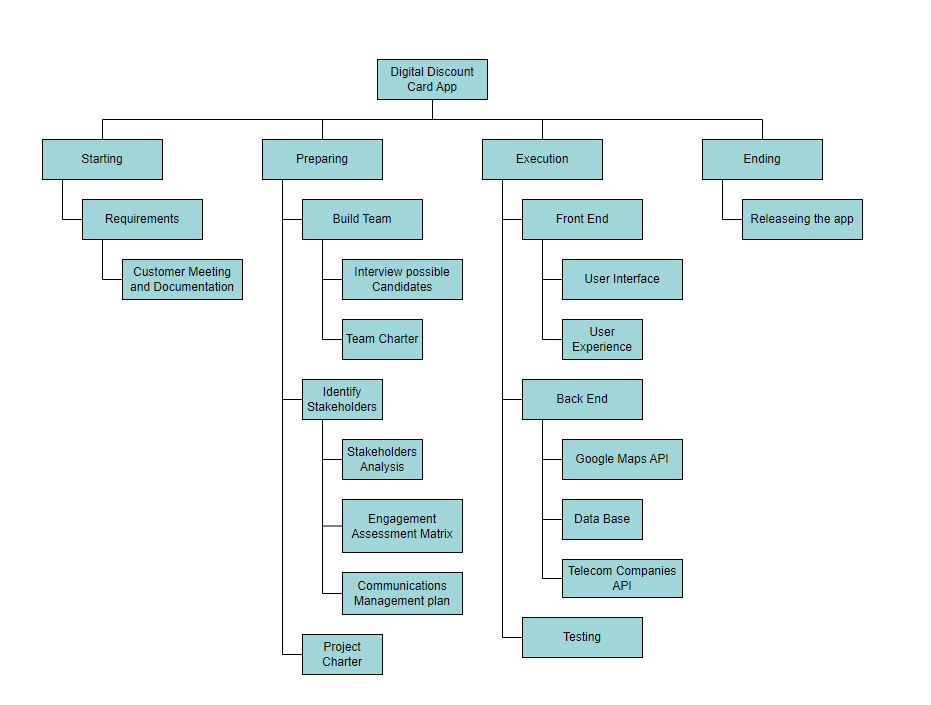 Digital Discount
Card App
Starting
Preparing
Execution
Ending
Requirements
Customer Meeting
and Documentation
Build Team
Interview possible
Candidates
Team Charter
Identify
Stakeholders
Stakeholders
Analysis
Engagement
Assessment Matrix
Communications
Management plan
Project
Charter
Front End
User Interface
User
Experience
Back End
Google Maps API
Data Base
Telecom Companies
API
Testing
Releaseing the app